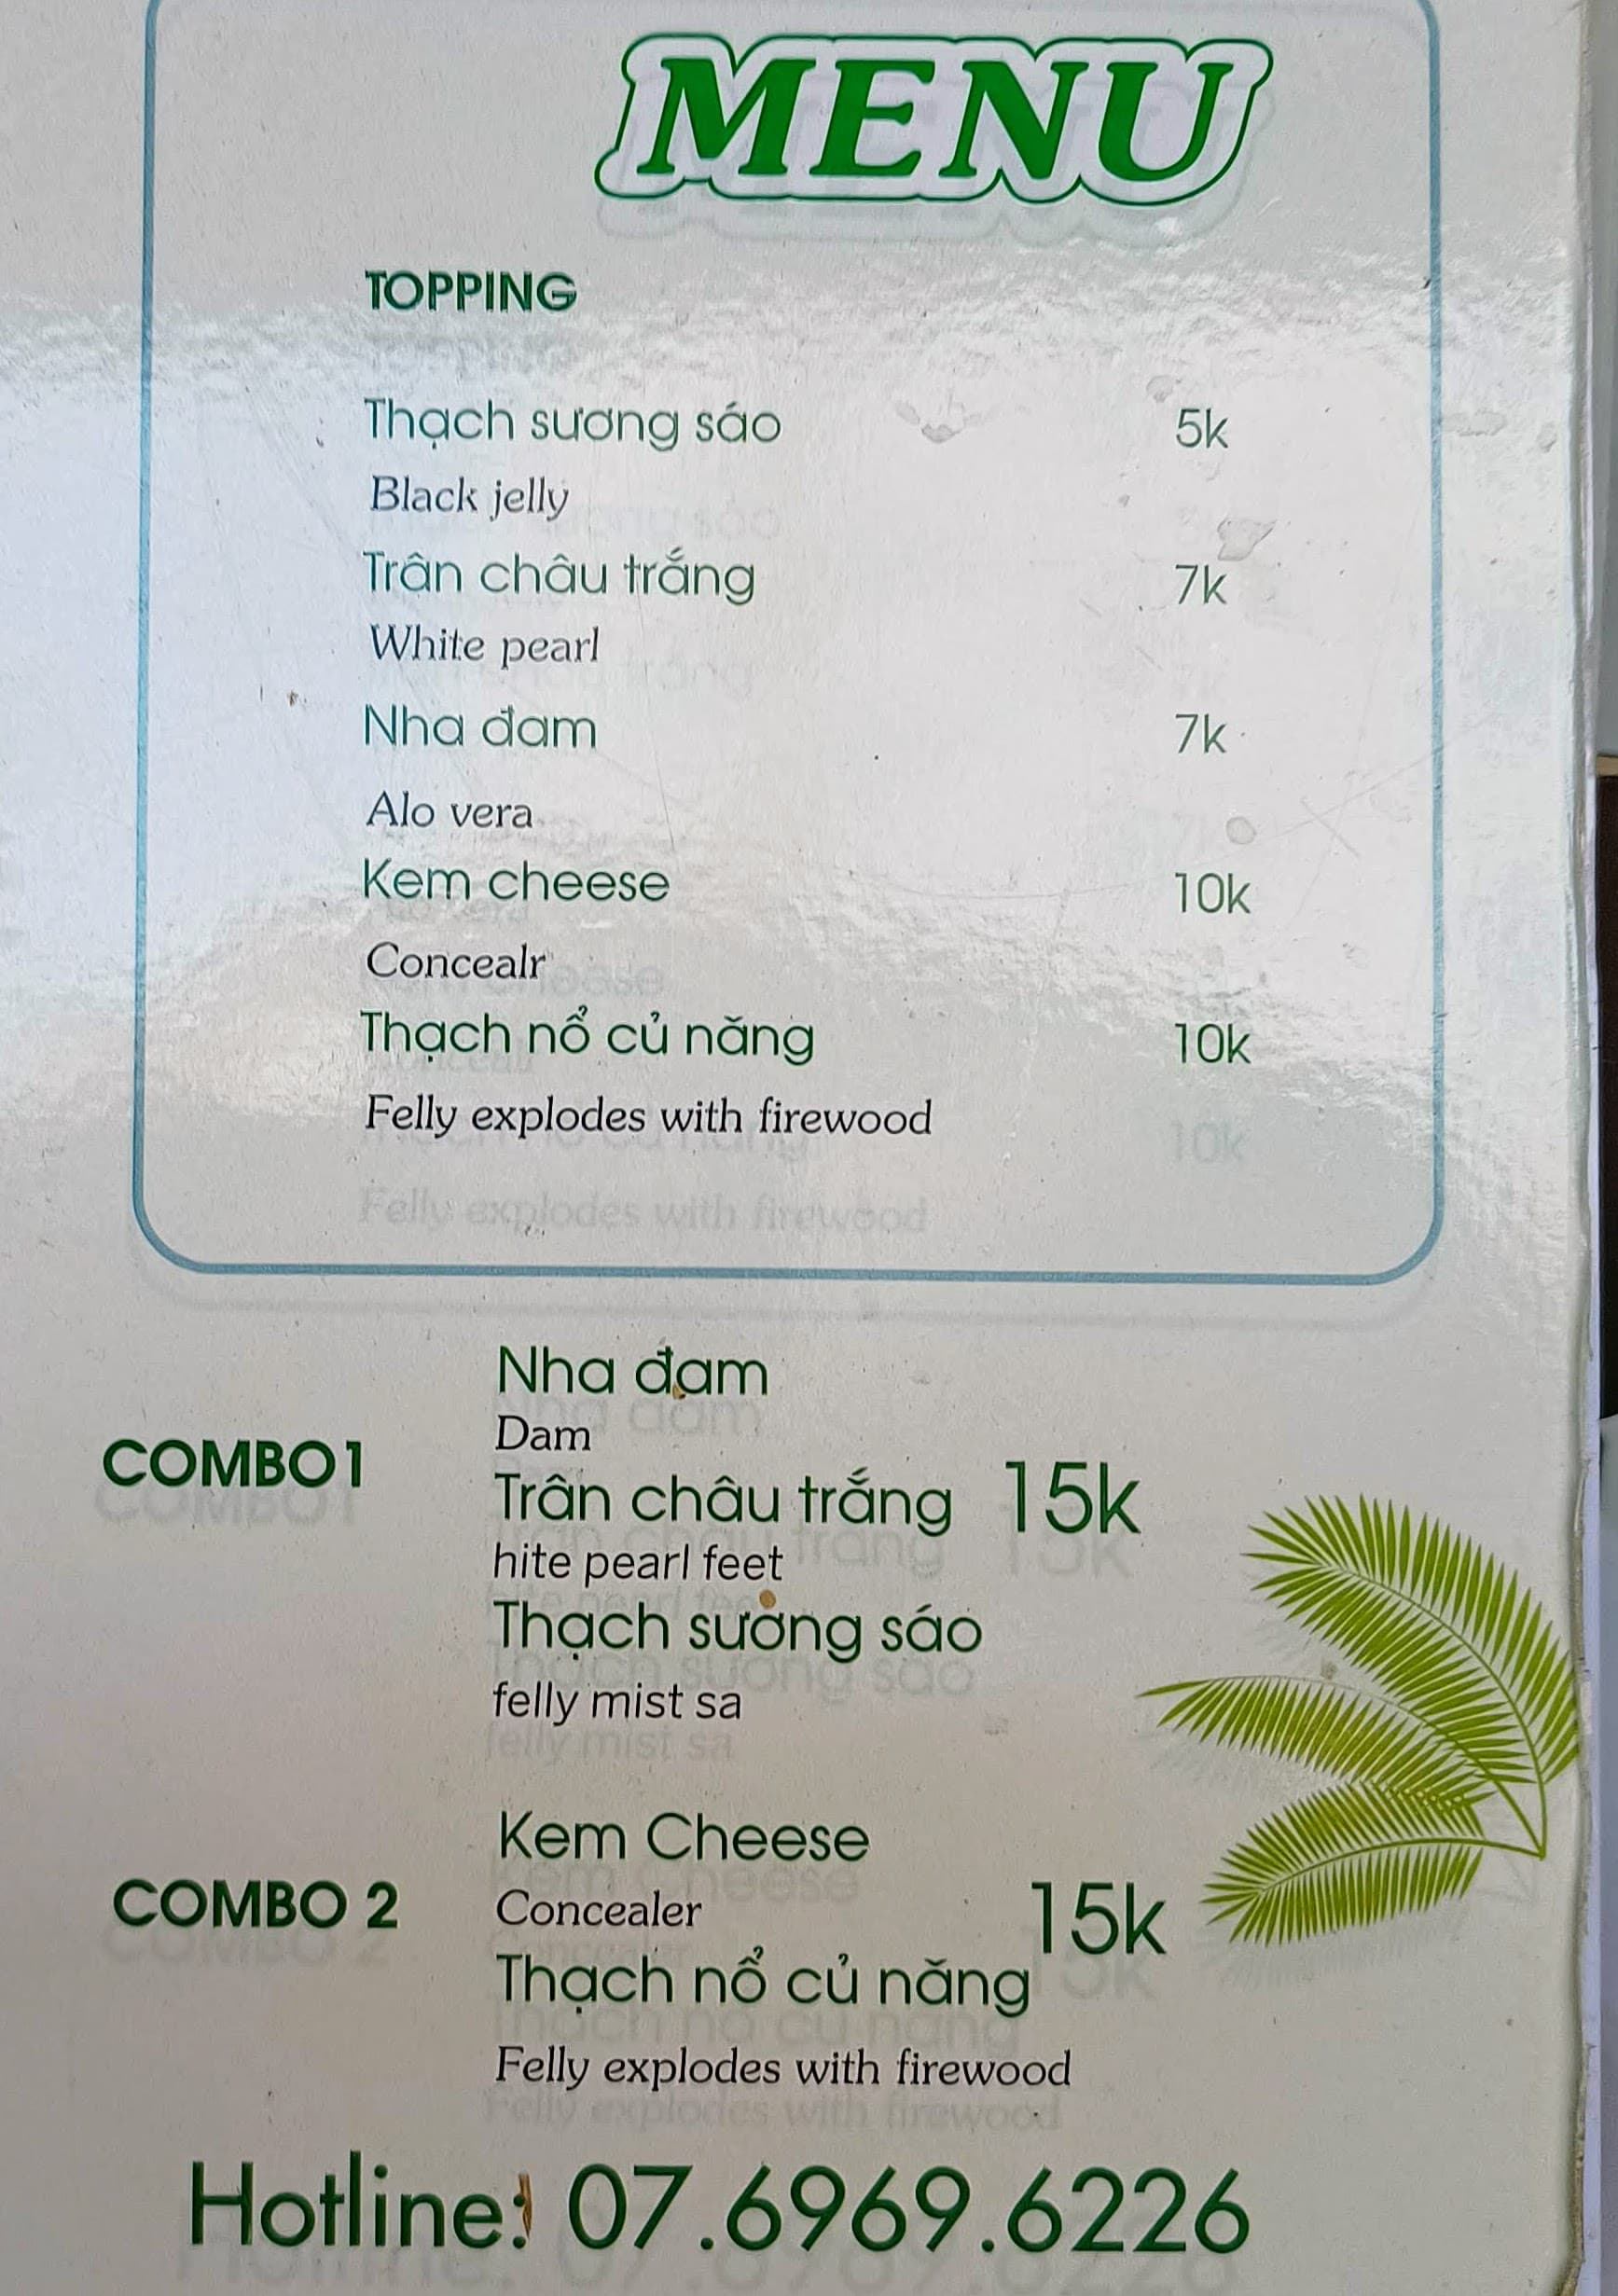 MENU
TOPPING
Thạch sương sáo 5k
Black jelly
Trân châu trắng 7k
White pearl
Nha đam 7k
Alo vera
Kem cheese 10k
Concealr
Thạch nổ củ năng 10k
Felly explodes with firewood
COMBO1
Nha đam
Dam
Trân châu trắng 15k
hite pearl feet
Thạch sương sáo
felly mist sa
COMBO 2
Kem Cheese
Concealer 15k
Thạch nổ củ năng
Felly explodes with firewood
Hotline: 07.6969.6226